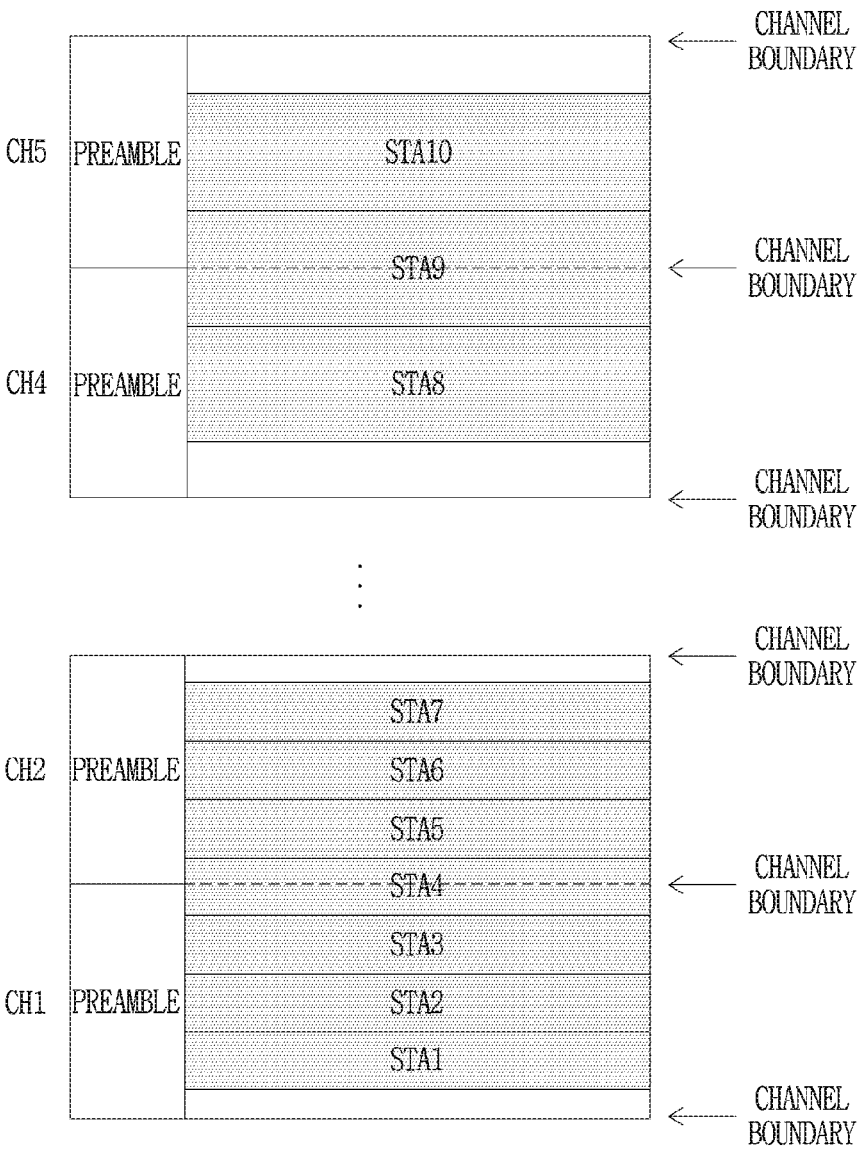 CHANNEL
BOUNDARY
CH5 PREAMBLE STA10
CHANNEL
BOUNDARY
STA9
CH4 PREAMBLE STA8
CHANNEL
BOUNDARY
CHANNEL
BOUNDARY
STA7
CH2 PREAMBLE STA6
STA5
CHANNEL
BOUNDARY
STA4
STA3
CH1 PREAMBLE STA2
STA1
CHANNEL
BOUNDARY